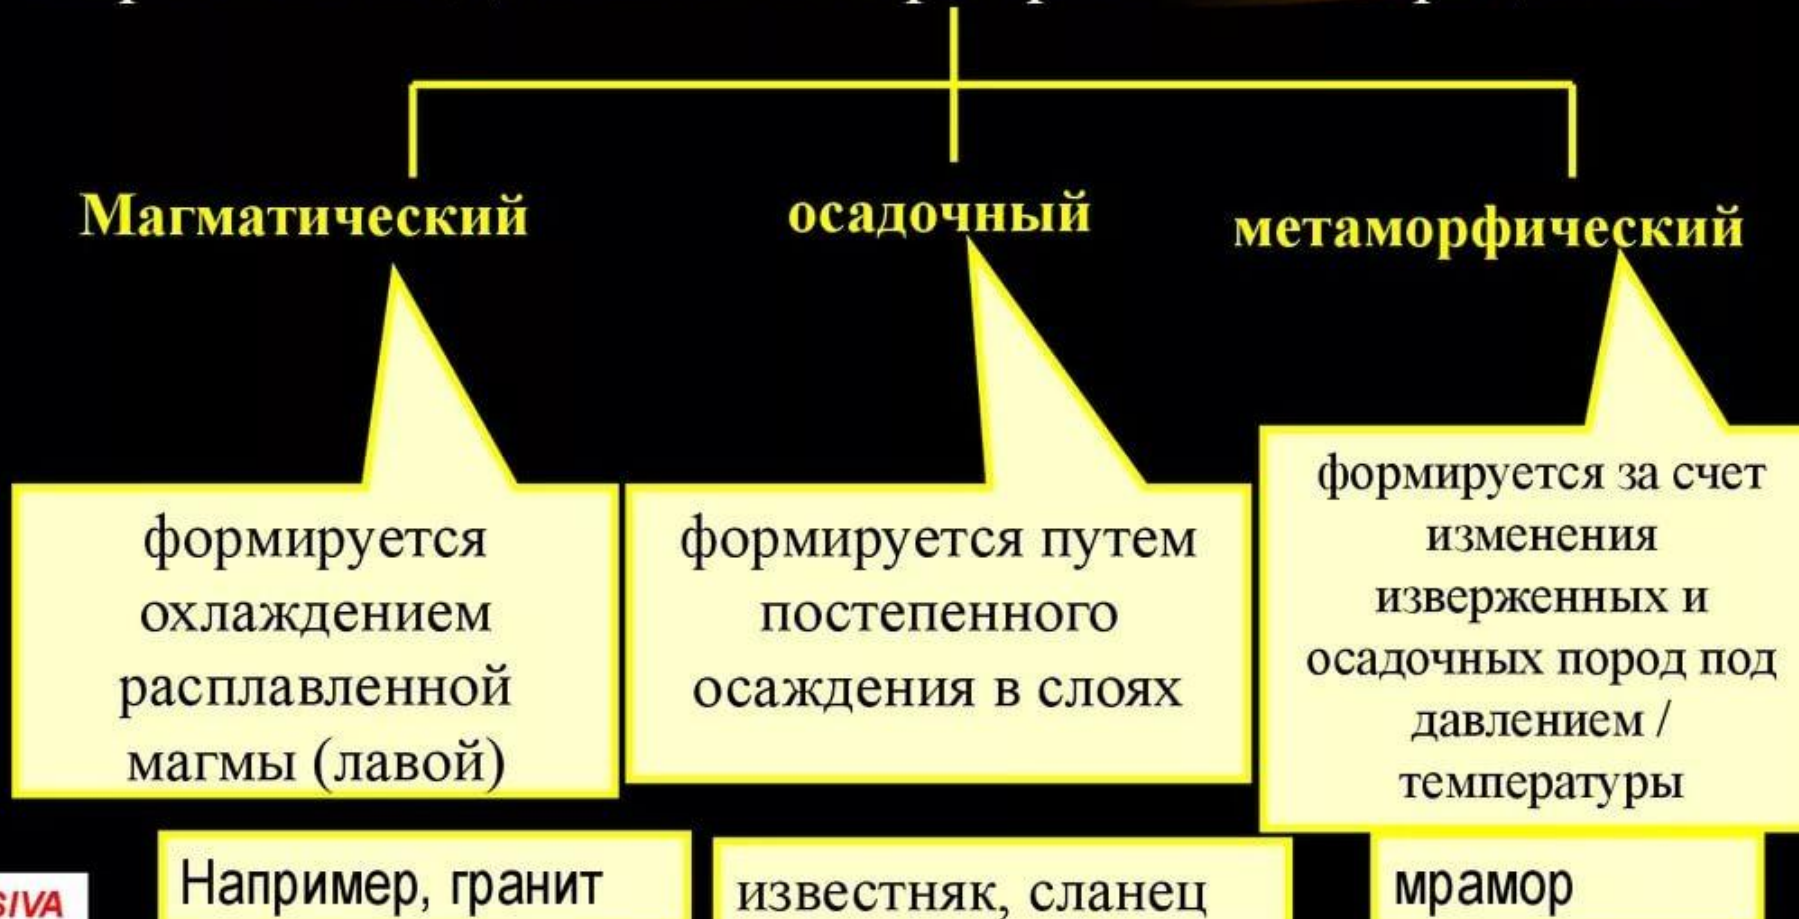 Магматический
осадочный
метаморфический
формируется
охлаждением
расплавленной
магмы (лавой)
формируется путем
постепенного
осаждения в слоях
формируется за счет
изменения
изверженных и
осадочных пород под
давлением /
температуры
Например, гранит
известняк, сланец
мрамор
SIVA